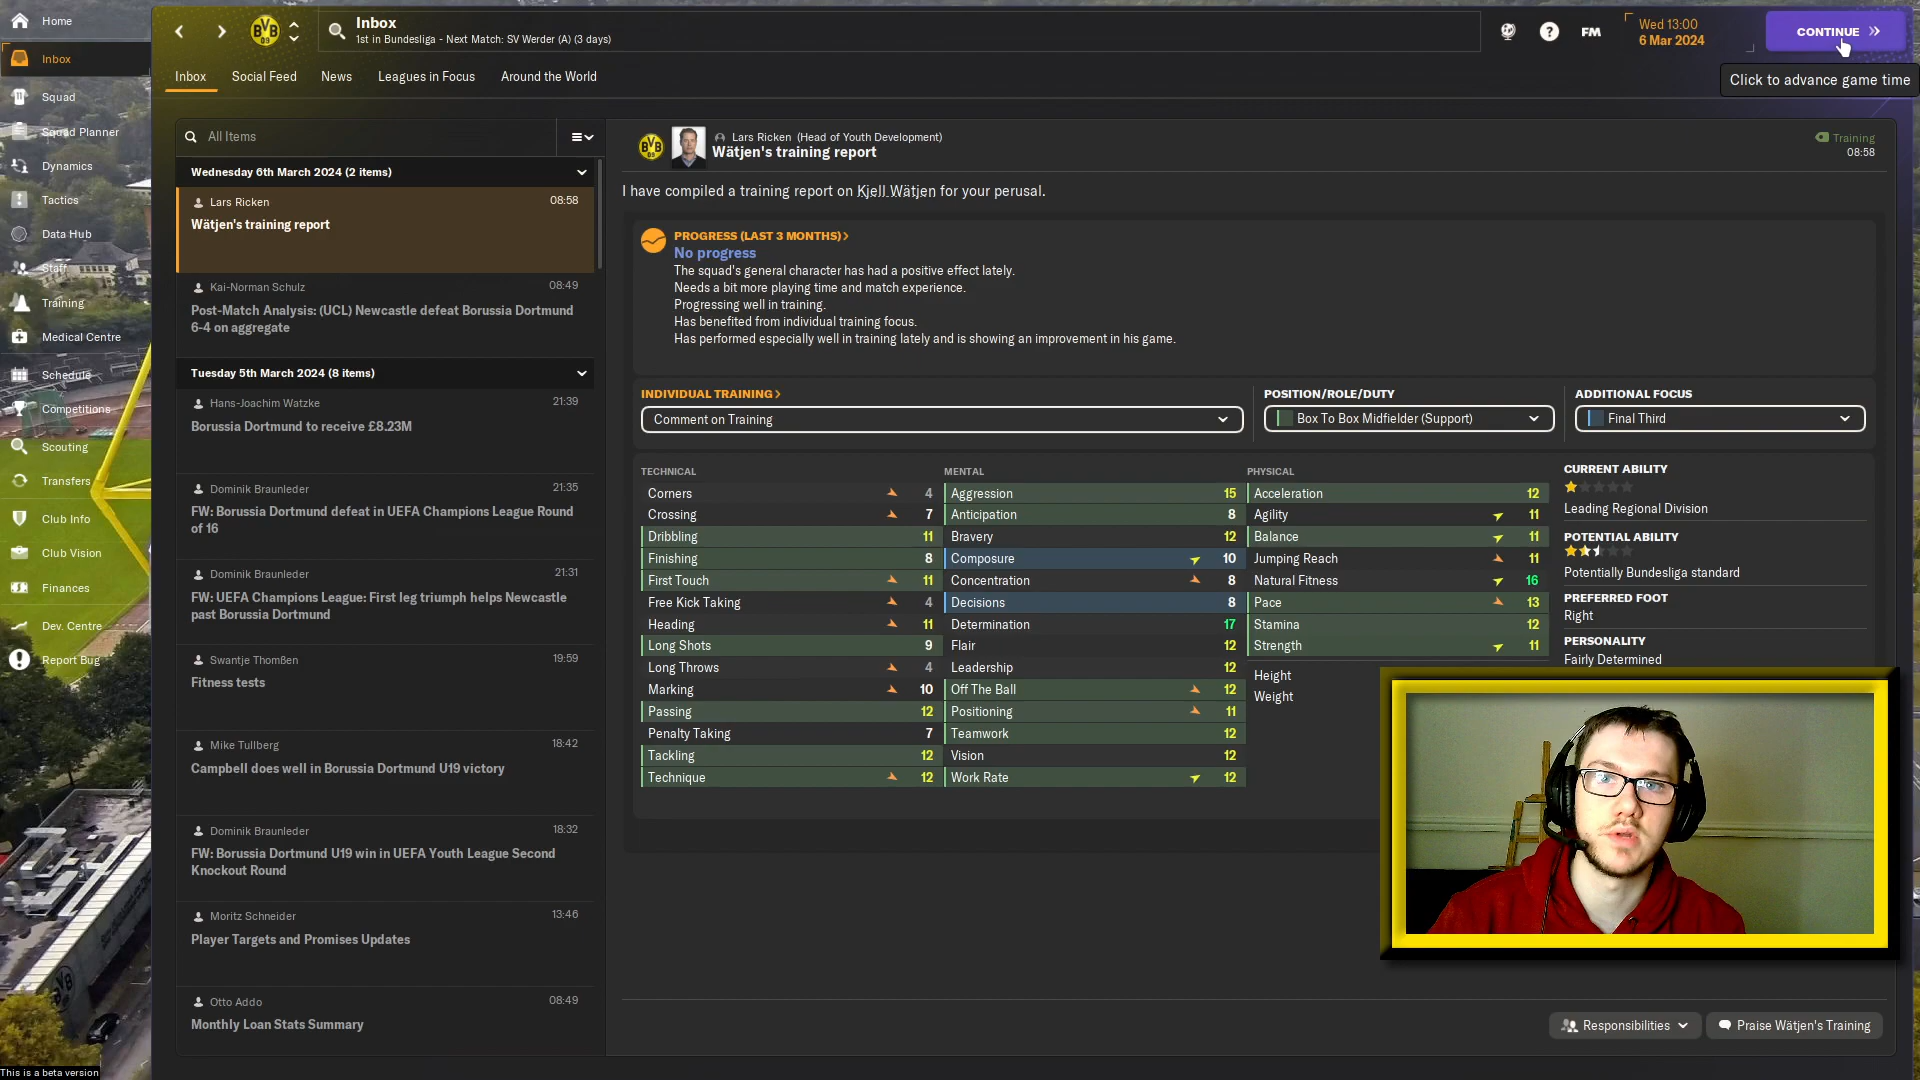 Home
Inbox
Squad
Squad Planner
Dynamics
Tactics
Data Hub
Staff
Training
Medical Centre
Schedule
Competitions
Scouting
Transfers
Club Info
Club Vision
Finances
Dev. Centre
Report Bug
This is a beta version
BVB 09
Inbox
1st in Bundesliga - Next Match: SV Werder (A) (3 days)
FM
Wed 13:00
6 Mar 2024
CONTINUE
Click to advance game time
Inbox Social Feed News Leagues in Focus Around the World
All Items
Wednesday 6th March 2024 (2 items)
Lars Ricken 08:58
Wätjen's training report
Kai-Norman Schulz 08:49
Post-Match Analysis: (UCL) Newcastle defeat Borussia Dortmund
6-4 on aggregate
Tuesday 5th March 2024 (8 items)
Hans-Joachim Watzke 21:39
Borussia Dortmund to receive £8.23M
Dominik Braunleder 21:35
FW: Borussia Dortmund defeat in UEFA Champions League Round
of 16
Dominik Braunleder 21:31
FW: UEFA Champions League: First leg triumph helps Newcastle
past Borussia Dortmund
Swantje Thomßen 19:59
Fitness tests
Mike Tullberg 18:42
Campbell does well in Borussia Dortmund U19 victory
Dominik Braunleder 18:32
FW: Borussia Dortmund U19 win in UEFA Youth League Second
Knockout Round
Moritz Schneider 13:46
Player Targets and Promises Updates
Otto Addo 08:49
Monthly Loan Stats Summary
BVB 09
Lars Ricken (Head of Youth Development)
Wätjen's training report
Training
08:58
I have compiled a training report on Kjell Wätjen for your perusal.
PROGRESS (LAST 3 MONTHS)>
No progress
The squad's general character has had a positive effect lately.
Needs a bit more playing time and match experience.
Progressing well in training.
Has benefited from individual training focus.
Has performed especially well in training lately and is showing an improvement in his game.
INDIVIDUAL TRAINING> POSITION/ROLE/DUTY ADDITIONAL FOCUS
Comment on Training Box To Box Midfielder (Support) Final Third
TECHNICAL
Corners 4
Crossing 7
Dribbling 11
Finishing 8
First Touch 11
Free Kick Taking 4
Heading 11
Long Shots 9
Long Throws 4
Marking 10
Passing 12
Penalty Taking 7
Tackling 12
Technique 12
MENTAL
Aggression 15
Anticipation 8
Bravery 12
Composure 10
Concentration 8
Decisions 8
Determination 17
Flair 12
Leadership 12
Off The Ball 12
Positioning 11
Teamwork 12
Vision 12
Work Rate 12
PHYSICAL
Acceleration 12
Agility 11
Balance 11
Jumping Reach 11
Natural Fitness 16
Pace 13
Stamina 12
Strength 11
Height
Weight
CURRENT ABILITY
Leading Regional Division
POTENTIAL ABILITY
Potentially Bundesliga standard
PREFERRED FOOT
Right
PERSONALITY
Fairly Determined
Responsibilities
Praise Wätjen's Training